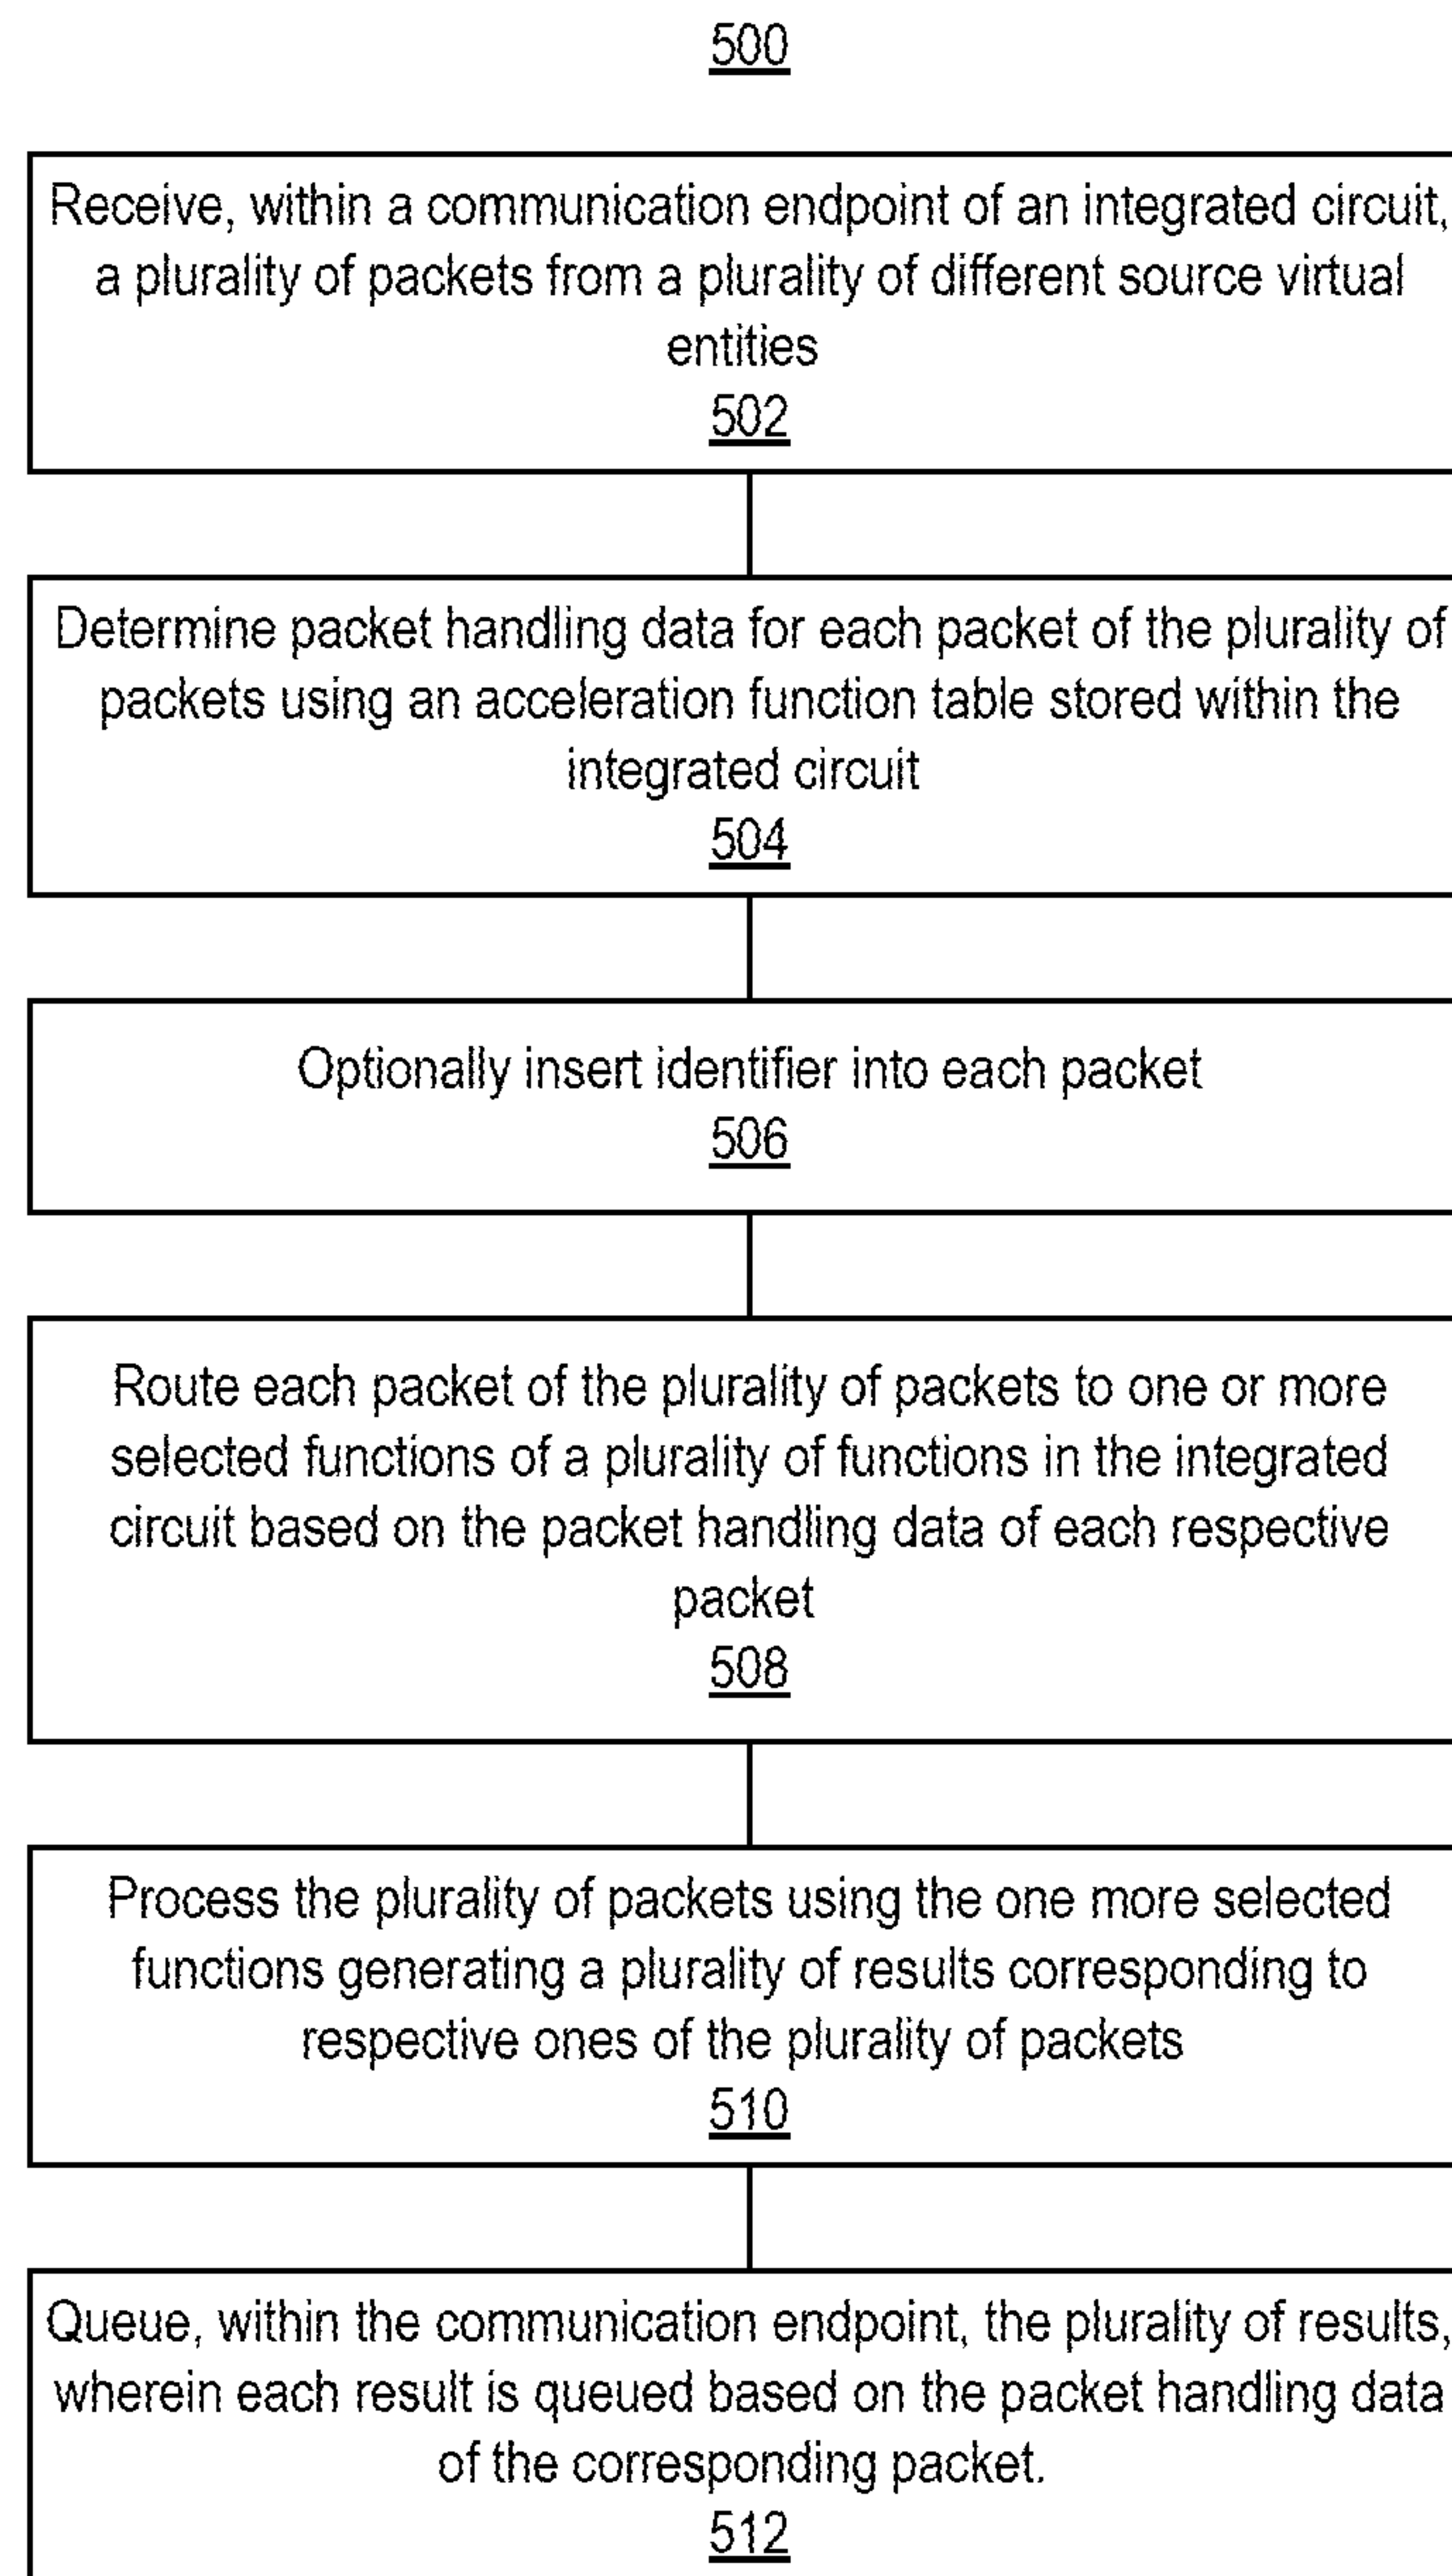 500
Receive, within a communication endpoint of an integrated circuit,
a plurality of packets from a plurality of different source virtual
entities
502
Determine packet handling data for each packet of the plurality of
packets using an acceleration function table stored within the
integrated circuit
504
Optionally insert identifier into each packet
506
Route each packet of the plurality of packets to one or more
selected functions of a plurality of functions in the integrated
circuit based on the packet handling data of each respective
packet
508
Process the plurality of packets using the one more selected
functions generating a plurality of results corresponding to
respective ones of the plurality of packets
510
Queue, within the communication endpoint, the plurality of results,
wherein each result is queued based on the packet handling data
of the corresponding packet.
512